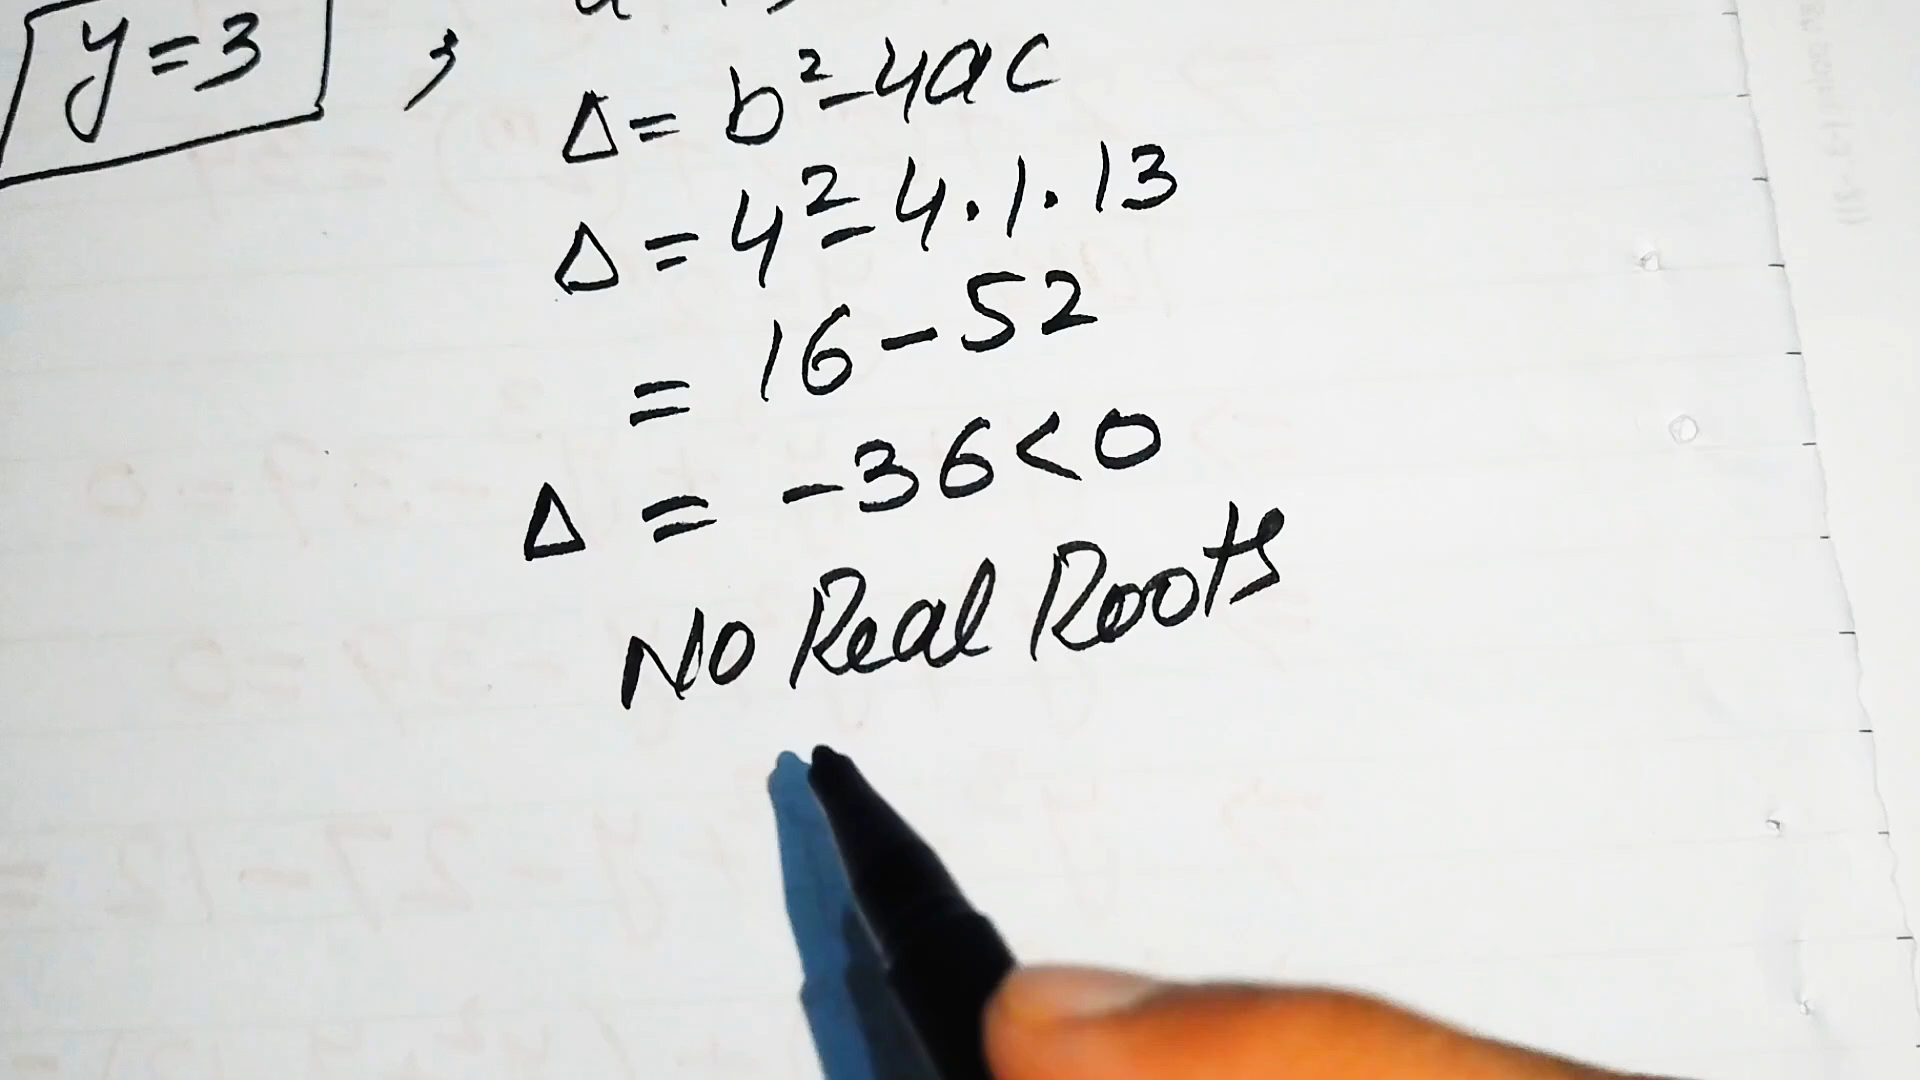 y=3 ,
Δ= b²-4ac
Δ= 4²-4.1.13
= 16-52
Δ = -36<0
No Real Roots